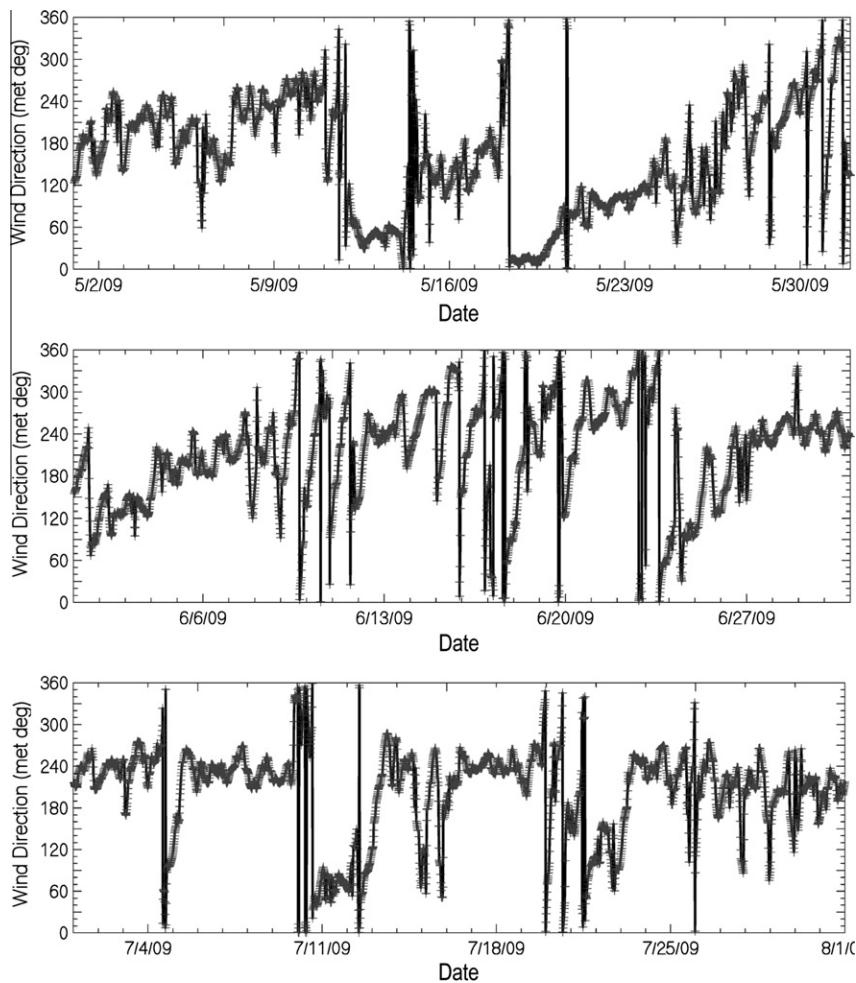 360
300
240
180
120
60
0
Wind Direction (met deg)
5/2/09 5/9/09 5/16/09 5/23/09 5/30/09
Date
360
300
240
180
120
60
0
Wind Direction (met deg)
6/6/09 6/13/09 6/20/09 6/27/09
Date
360
300
240
180
120
60
0
Wind Direction (met deg)
7/4/09 7/11/09 7/18/09 7/25/09 8/1/0
Date